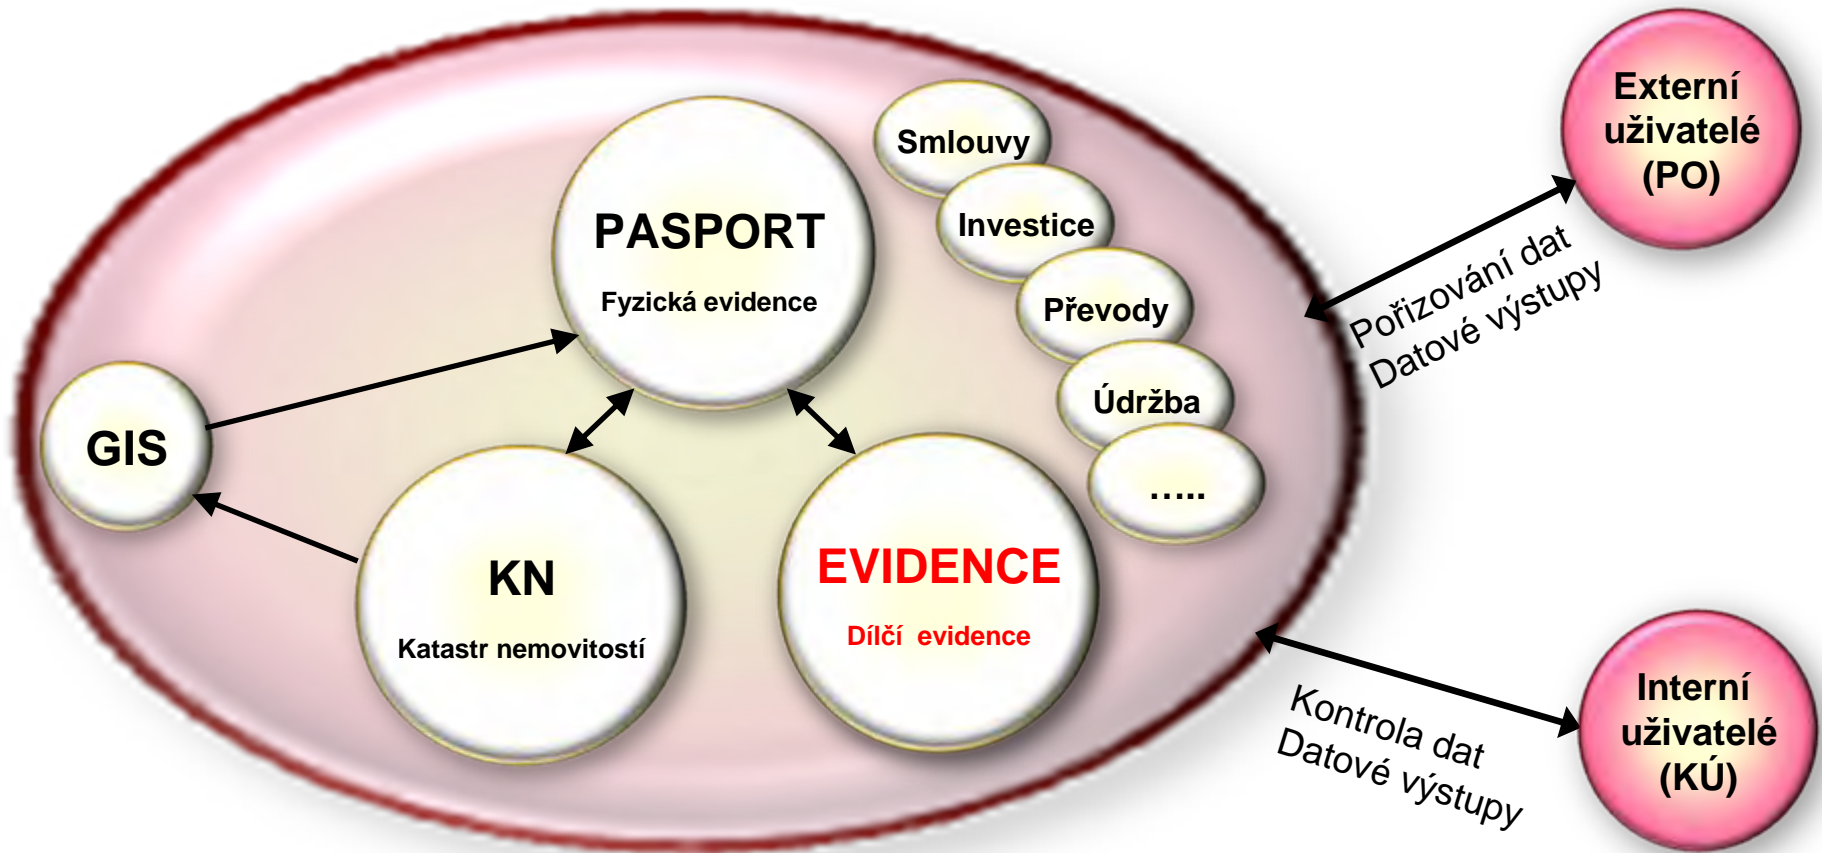 PASPORT
Fyzická evidence
GIS
KN
Katastr nemovitostí
EVIDENCE
Dílčí evidence
Smlouvy
Investice
Převody
Údržba
.....
Externí
uživatelé
(PO)
Pořizování dat
Datové výstupy
Interní
uživatelé
(KÚ)
Kontrola dat
Datové výstupy